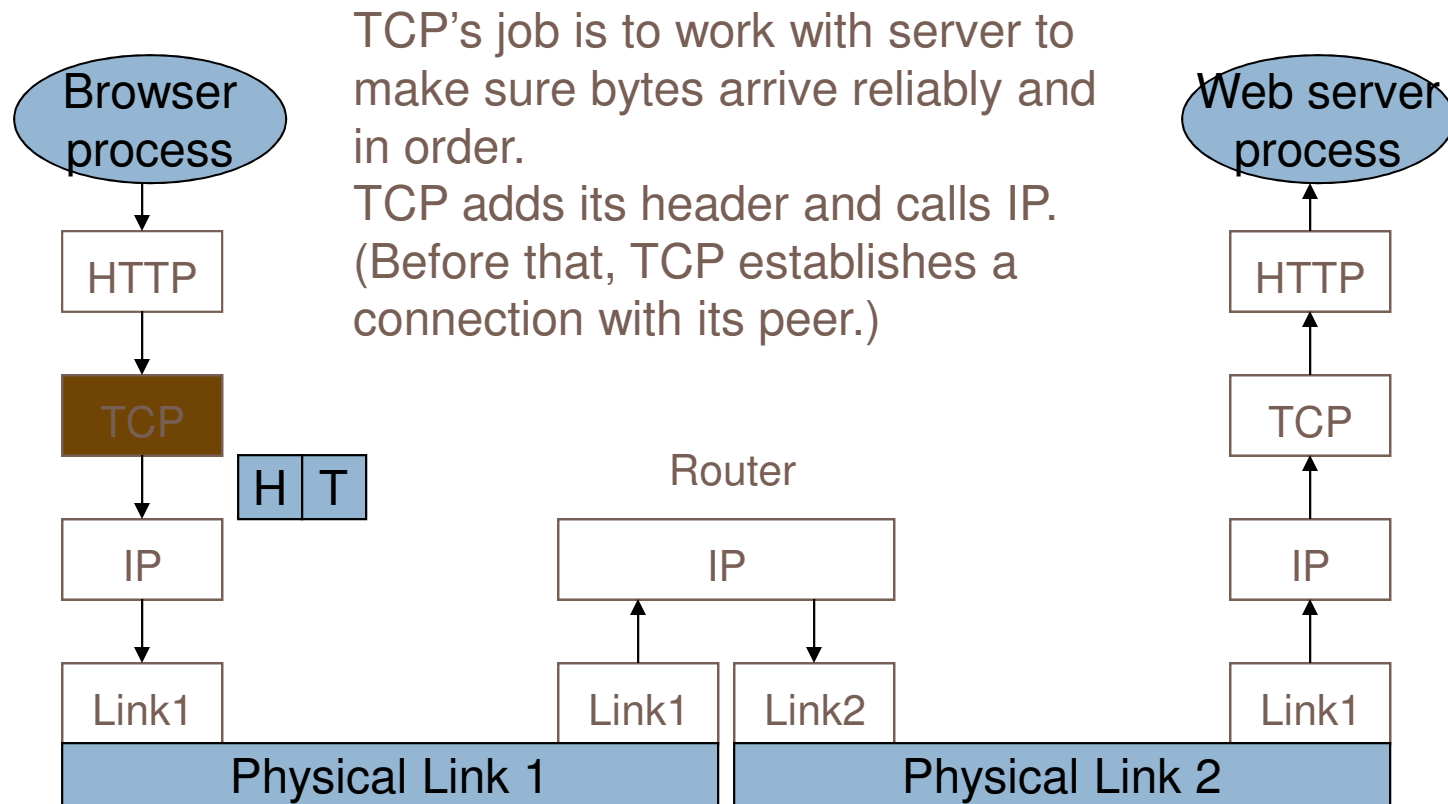 TCP’s job is to work with server to
make sure bytes arrive reliably and
in order.
TCP adds its header and calls IP.
(Before that, TCP establishes a
connection with its peer.)
Browser
process
Web server
process
HTTP
HTTP
TCP
TCP
H T
Router
IP
IP
IP
Link1
Link1
Link2
Link1
Physical Link 1
Physical Link 2